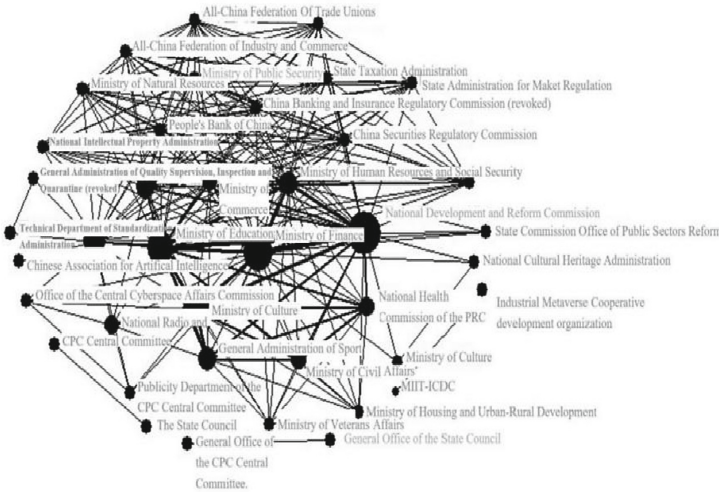 All-China Federation Of Trade Unions
All-China Federation of Industry and Commerce
Ministry of Public Security
State Taxation Administration
Ministry of Natural Resources
State Administration for Maket Regulation
China Banking and Insurance Regulatory Commission (revoked)
People's Bank of China
China Securities Regulatory Commission
National Intellectual Property Administration
General Administration of Quality Supervision, Inspection and
Quarantine (revoked)
Ministry of Human Resources and Social Security
Ministry of
Commerce
National Development and Reform Commission
Technical Department of Standardization
Administration
Ministry of Education
Ministry of Finance
State Commission Office of Public Sectors Reform
Chinese Association for Artifical Intelligence
National Cultural Heritage Administration
Office of the Central Cyberspace Affairs Commission
Ministry of Culture
National Health
Commission of the PRC
Industrial Metaverse Cooperative
development organization
National Radio and
CPC Central Committee
General Administration of Sport
Ministry of Civil Affairs
Ministry of Culture
MIIT-ICDC
Publicity Department of the
CPC Central Committee
Ministry of Housing and Urban-Rural Development
The State Council
Ministry of Veterans Affairs
General Office of
the CPC Central
Committee.
General Office of the State Council